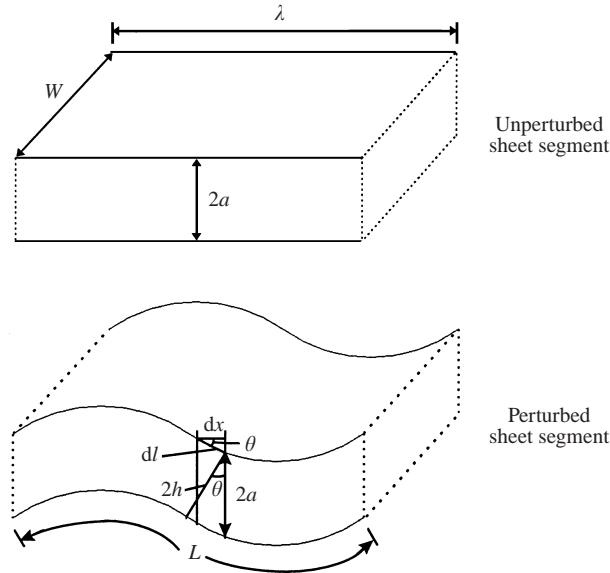 λ
W
Unperturbed
sheet segment
2a
dx
θ
dl
2h
θ
2a
Perturbed
sheet segment
L